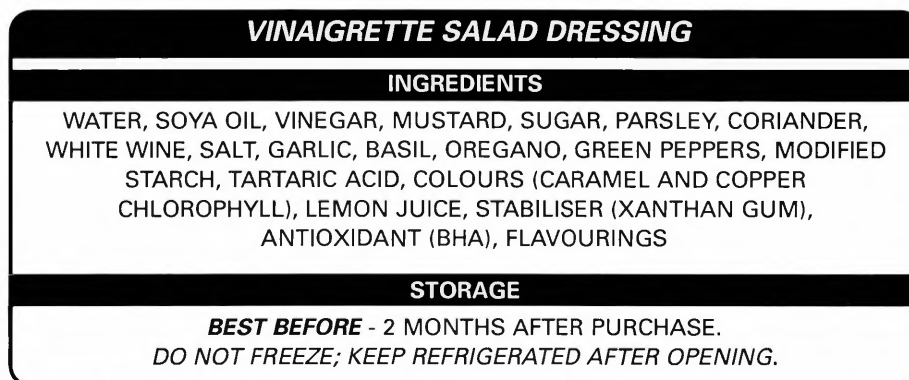 VINAIGRETTE SALAD DRESSING
INGREDIENTS
WATER, SOYA OIL, VINEGAR, MUSTARD, SUGAR, PARSLEY, CORIANDER,
WHITE WINE, SALT, GARLIC, BASIL, OREGANO, GREEN PEPPERS, MODIFIED
STARCH, TARTARIC ACID, COLOURS (CARAMEL AND COPPER
CHLOROPHYLL), LEMON JUICE, STABILISER (XANTHAN GUM),
ANTIOXIDANT (BHA), FLAVOURINGS
STORAGE
BEST BEFORE - 2 MONTHS AFTER PURCHASE.
DO NOT FREEZE; KEEP REFRIGERATED AFTER OPENING.